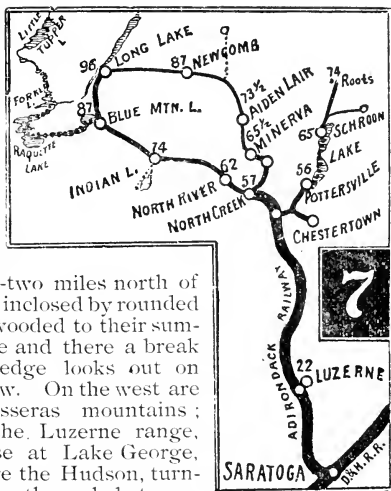 LITTLE
TUPPER
L.
96 LONG LAKE
87 NEWCOMB
FORKED L.
87
BLUE MTN. L.
RAQUETTE
LAKE
73½
AIDEN LAIR
65½
MINERVA
74
Roots
65
SCHROON
LAKE
74
INDIAN L.
62
NORTH RIVER
57
NORTH CREEK
56
POTTERSVILLE
CHESTERTOWN
7
ADIRONDACK RAILWAY
22
LUZERNE
SARATOGA
D.&H.R.R.
-two miles north of
inclosed by rounded
wooded to their sum-
e and there a break
edge looks out on
w. On the west are
sseras mountains ;
he Luzerne range,
se at Lake George,
e the Hudson, turn-